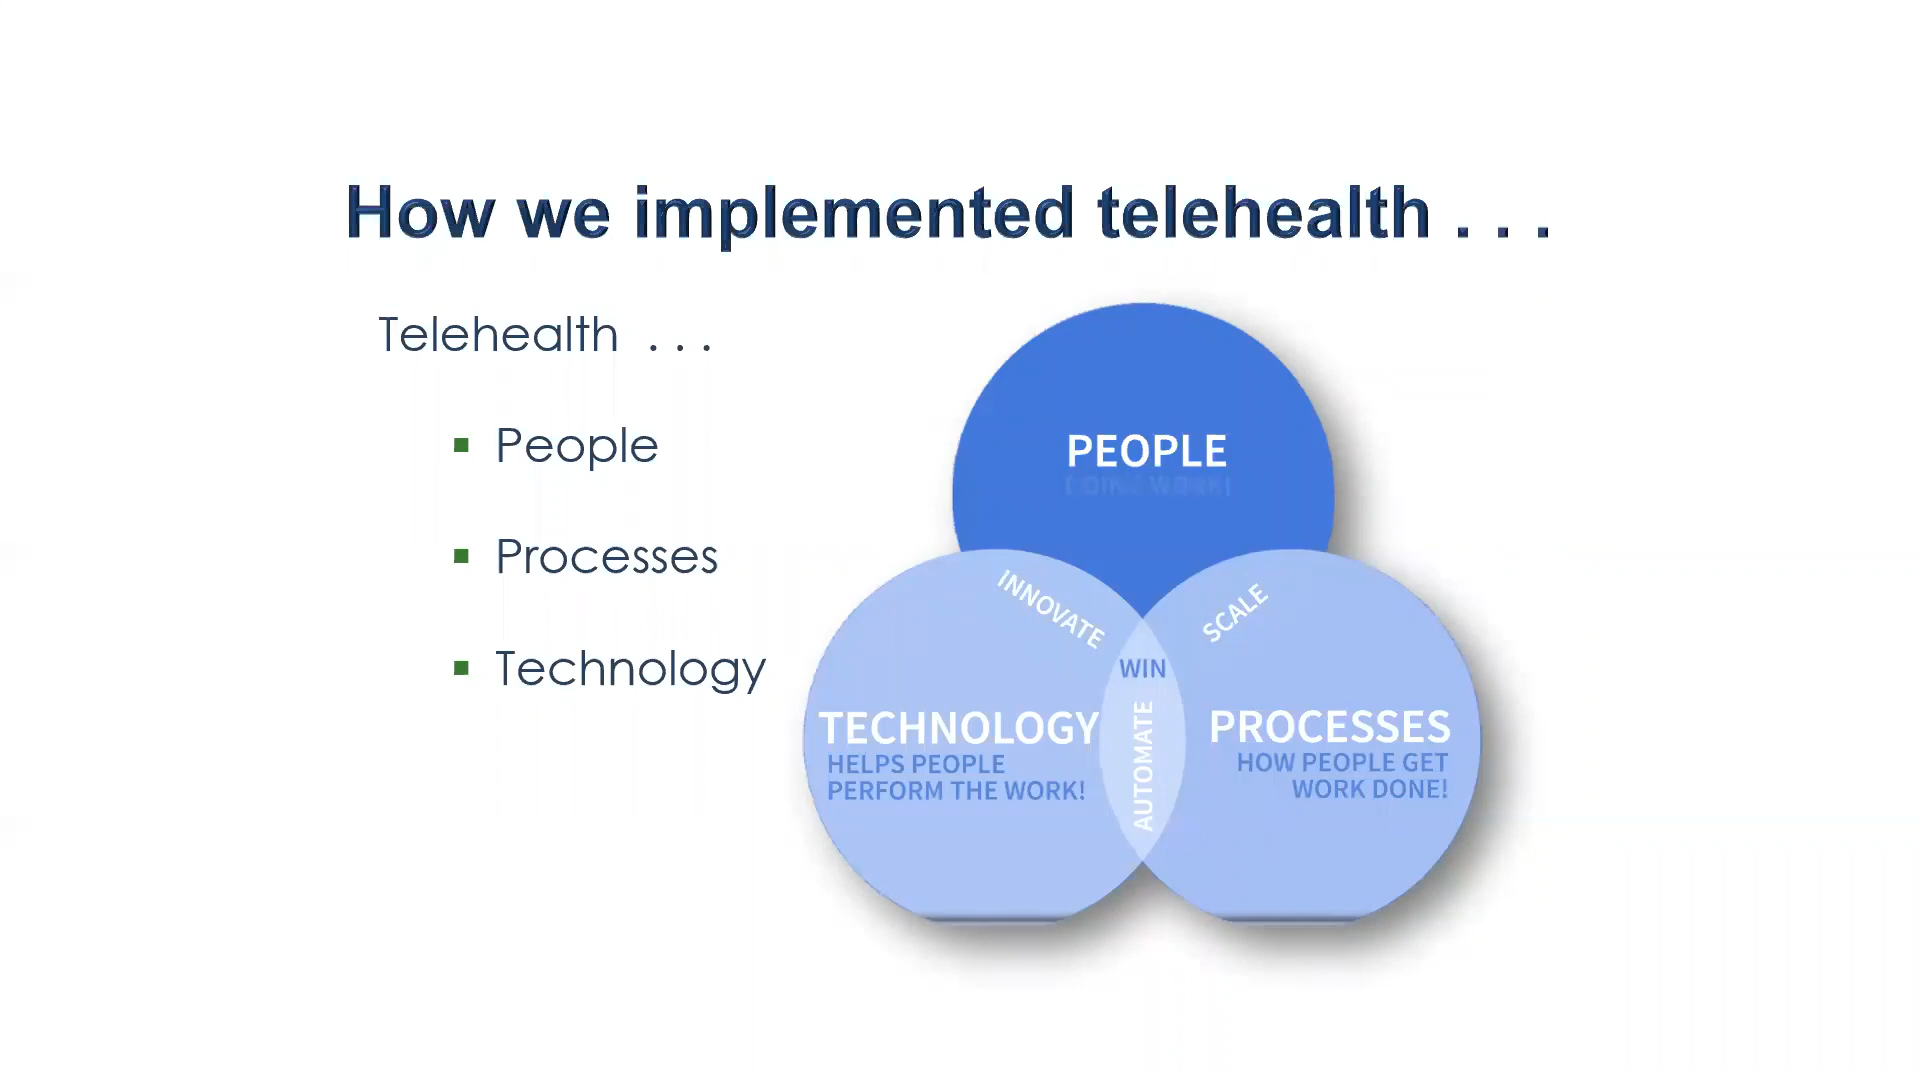 How we implemented telehealth . . .
Telehealth . . .
▪ People
▪ Processes
▪ Technology
PEOPLE
INNOVATE
SCALE
WIN
AUTOMATE
TECHNOLOGY
HELPS PEOPLE
PERFORM THE WORK!
PROCESSES
HOW PEOPLE GET
WORK DONE!